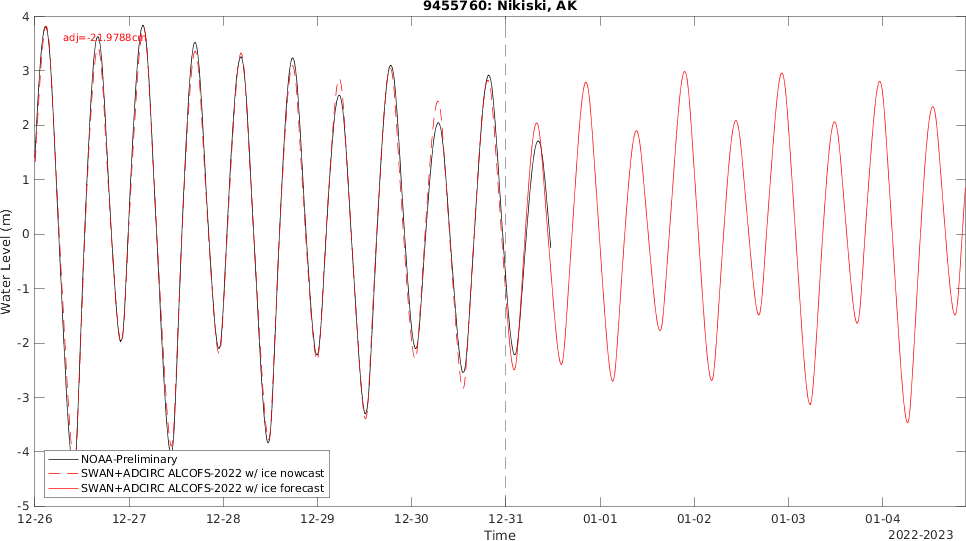 9455760: Nikiski, AK
adj=-21.9788cm
Water Level (m)
4
3
2
1
0
-1
-2
-3
-4
-5
NOAA-Preliminary
SWAN+ADCIRC ALCOFS-2022 w/ ice nowcast
SWAN+ADCIRC ALCOFS-2022 w/ ice forecast
12-26 12-27 12-28 12-29 12-30 12-31 01-01 01-02 01-03 01-04
Time
2022-2023